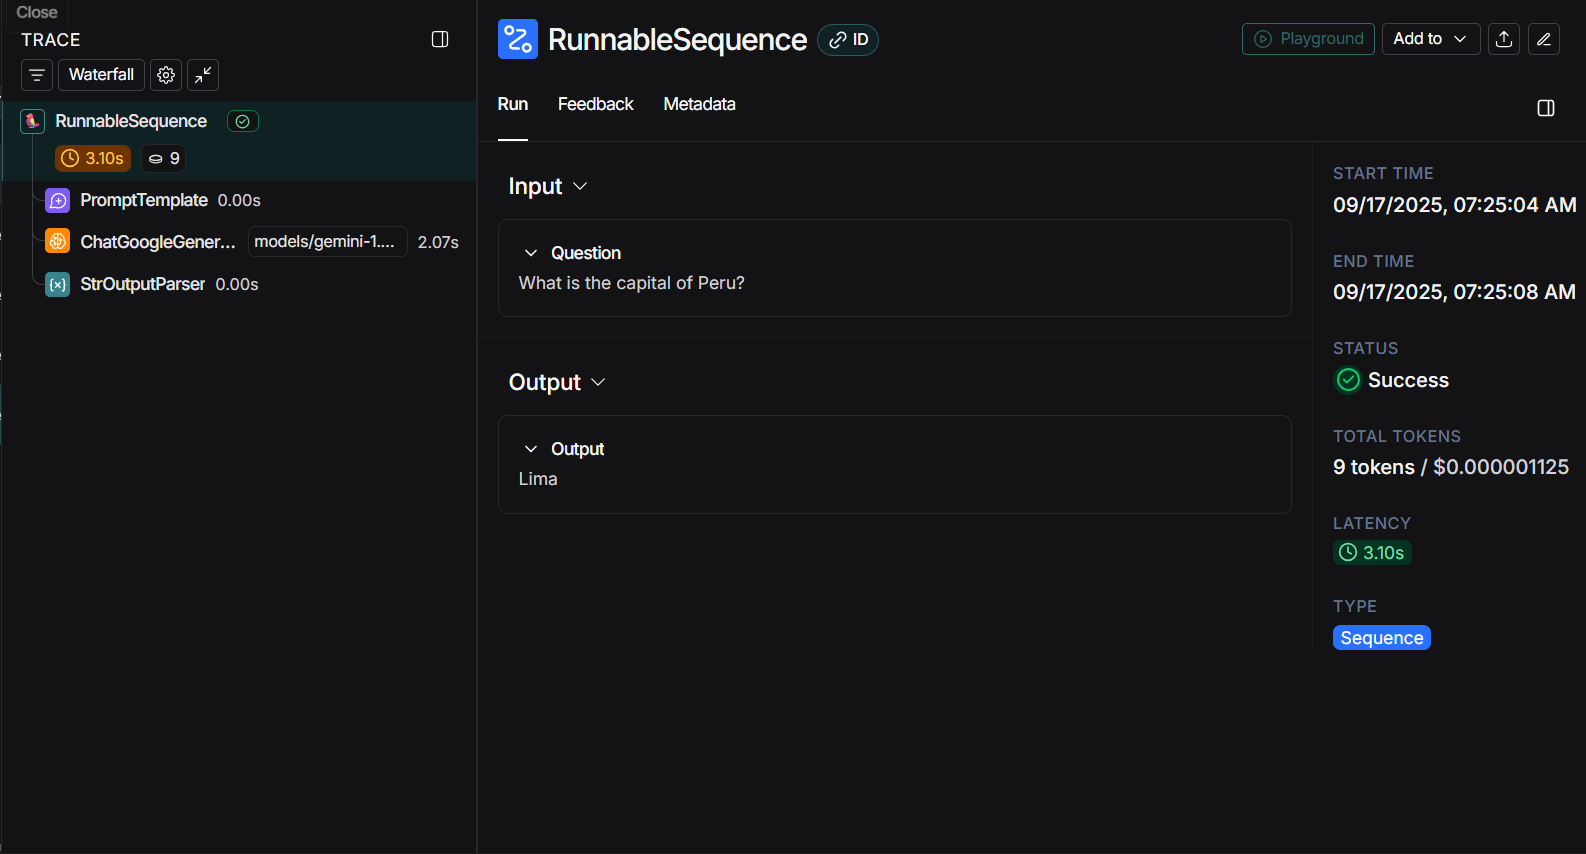 Close
TRACE
Waterfall
RunnableSequence
3.10s 9
PromptTemplate 0.00s
ChatGoogleGener... models/gemini-1.... 2.07s
StrOutputParser 0.00s
RunnableSequence ID
Playground Add to
Run Feedback Metadata
Input
Question
What is the capital of Peru?
Output
Output
Lima
START TIME
09/17/2025, 07:25:04 AM
END TIME
09/17/2025, 07:25:08 AM
STATUS
Success
TOTAL TOKENS
9 tokens / $0.000001125
LATENCY
3.10s
TYPE
Sequence